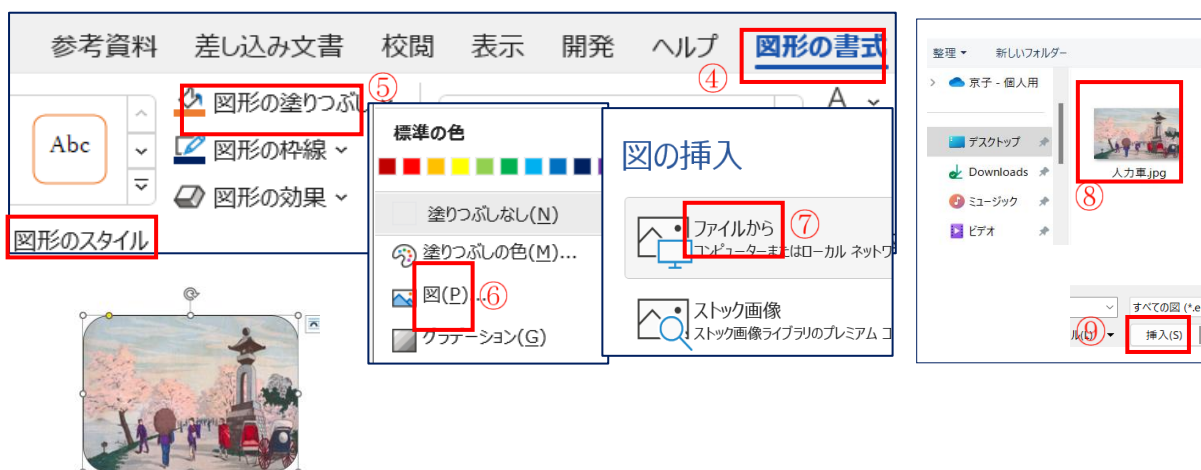 参考資料 差し込み文書 校閲 表示 開発 ヘルプ 図形の書式
④
⑤
Abc
図形の塗りつぶし
図形の枠線
図形の効果
図形のスタイル
A
標準の色
塗りつぶしなし(N)
塗りつぶしの色(M)...
図(P)...
⑥
グラデーション(G)
図の挿入
ファイルから
⑦
コンピューターまたはローカル ネットワ
ストック画像
ストック画像ライブラリのプレミアム コ
整理 新しいフォルダー
京子 - 個人用
デスクトップ
Downloads
ミュージック
ビデオ
人力車.jpg
⑧
すべての図 (*.e
⑨
挿入(S)